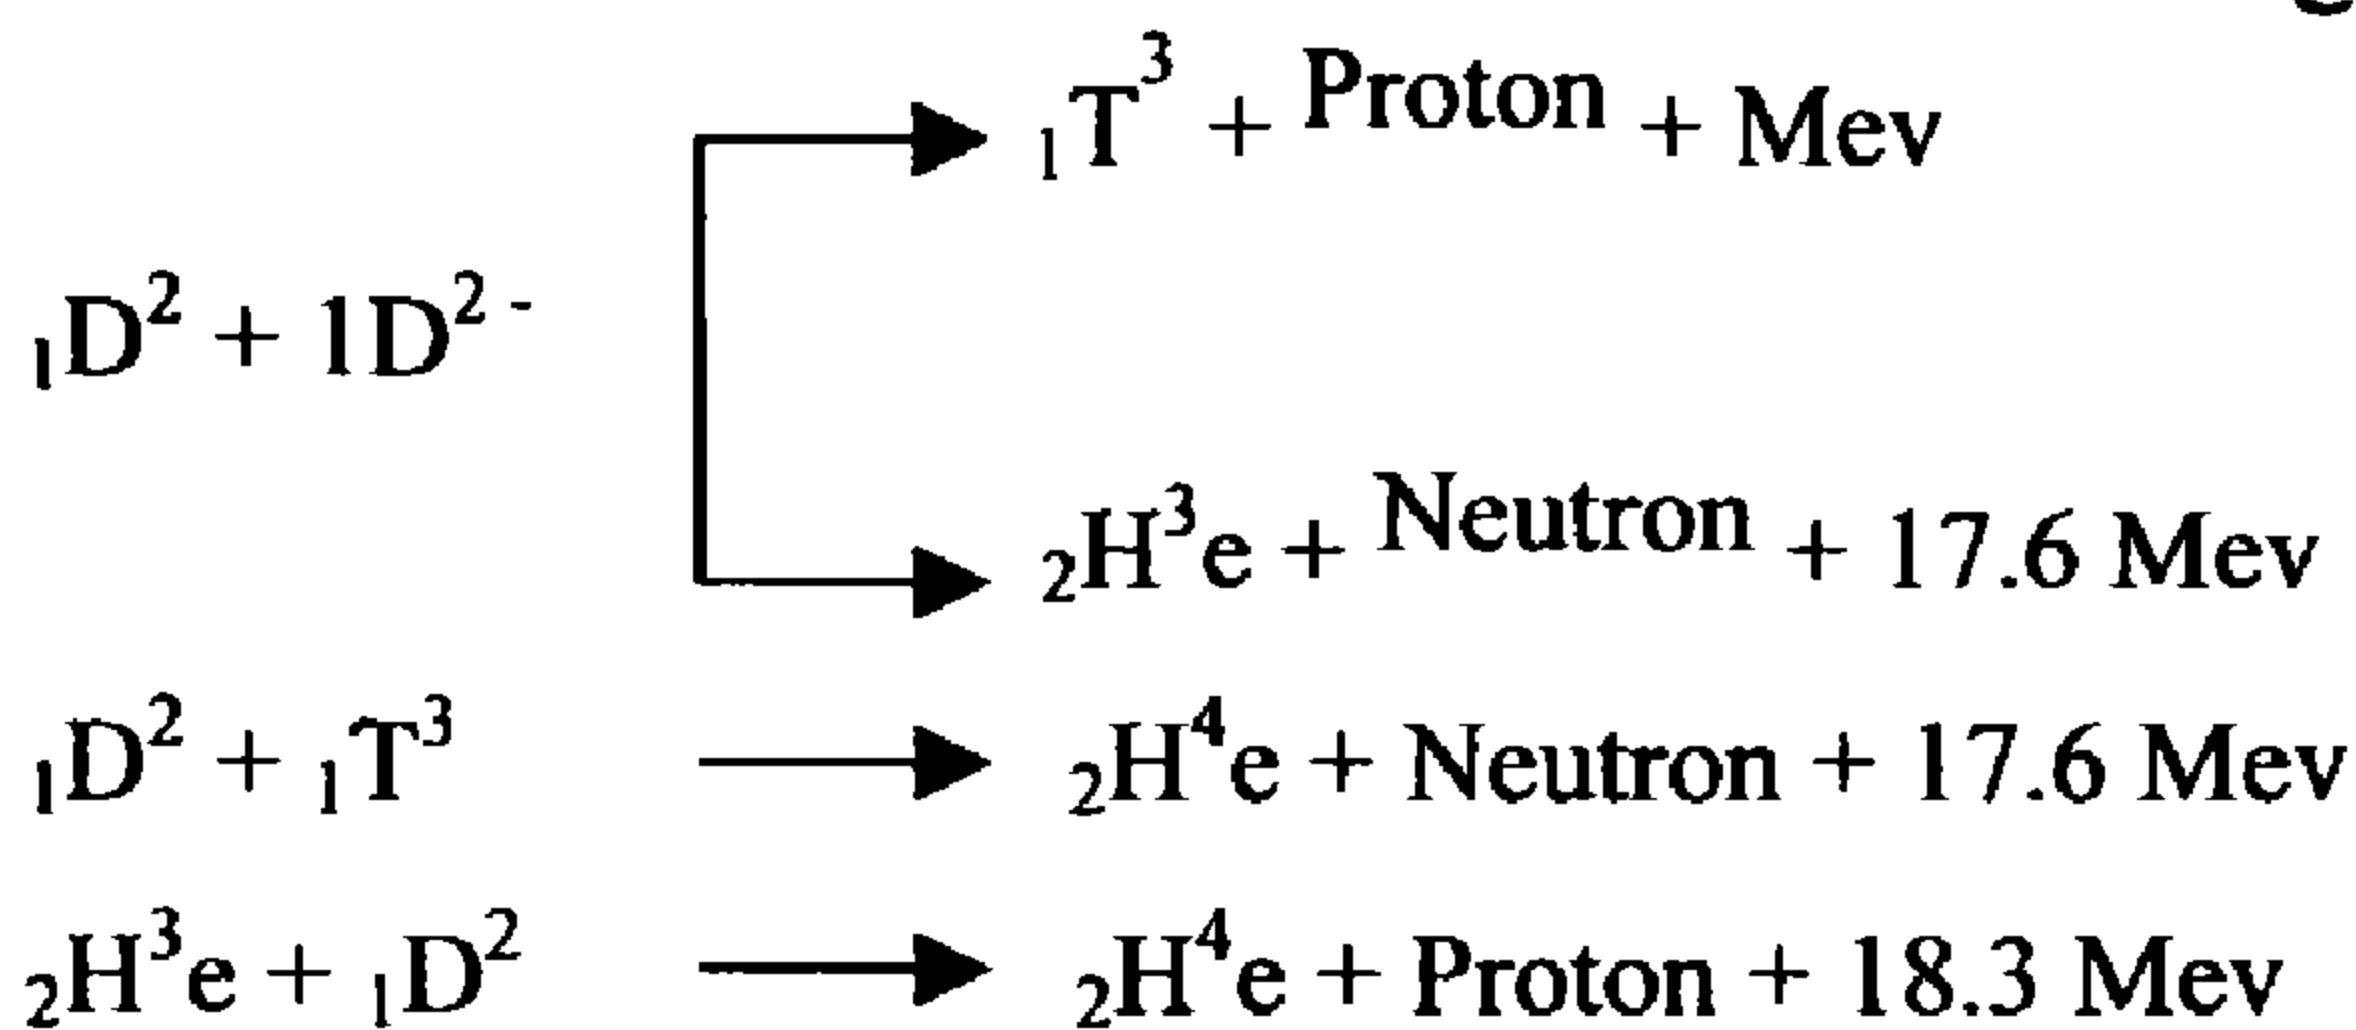 ₁T³ + Proton + Mev
₁D² + 1D² -
₂H³e + Neutron + 17.6 Mev
₁D² + ₁T³ ₂H⁴e + Neutron + 17.6 Mev
₂H³e + ₁D² ₂H⁴e + Proton + 18.3 Mev